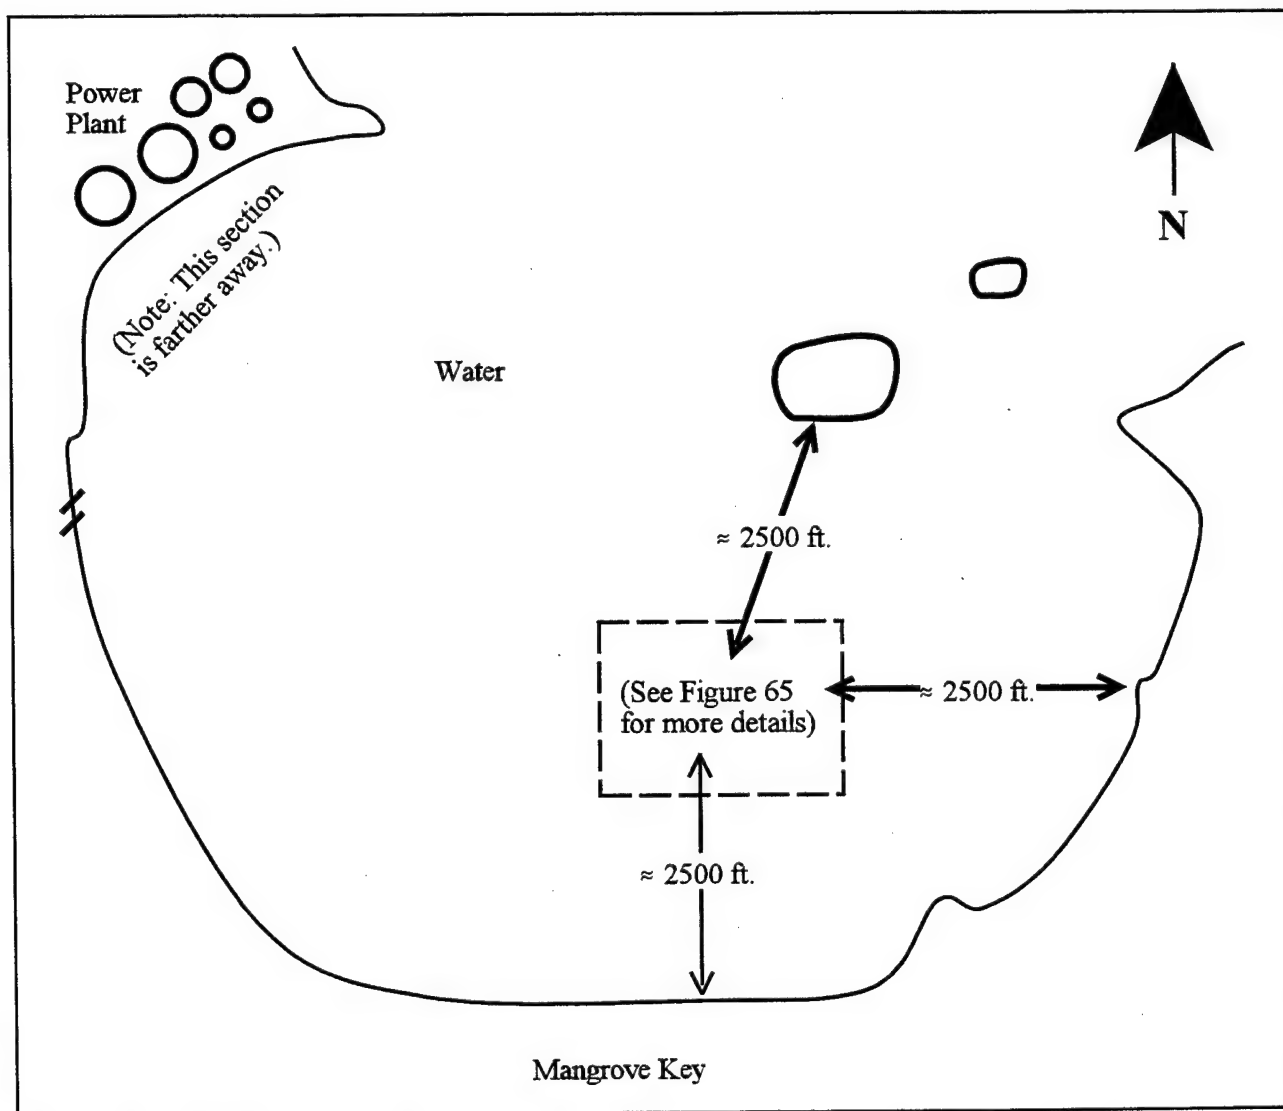 Power
Plant
N
(Note: This section
is farther away.)
Water
≈ 2500 ft.
(See Figure 65
for more details)
≈ 2500 ft.
≈ 2500 ft.
Mangrove Key